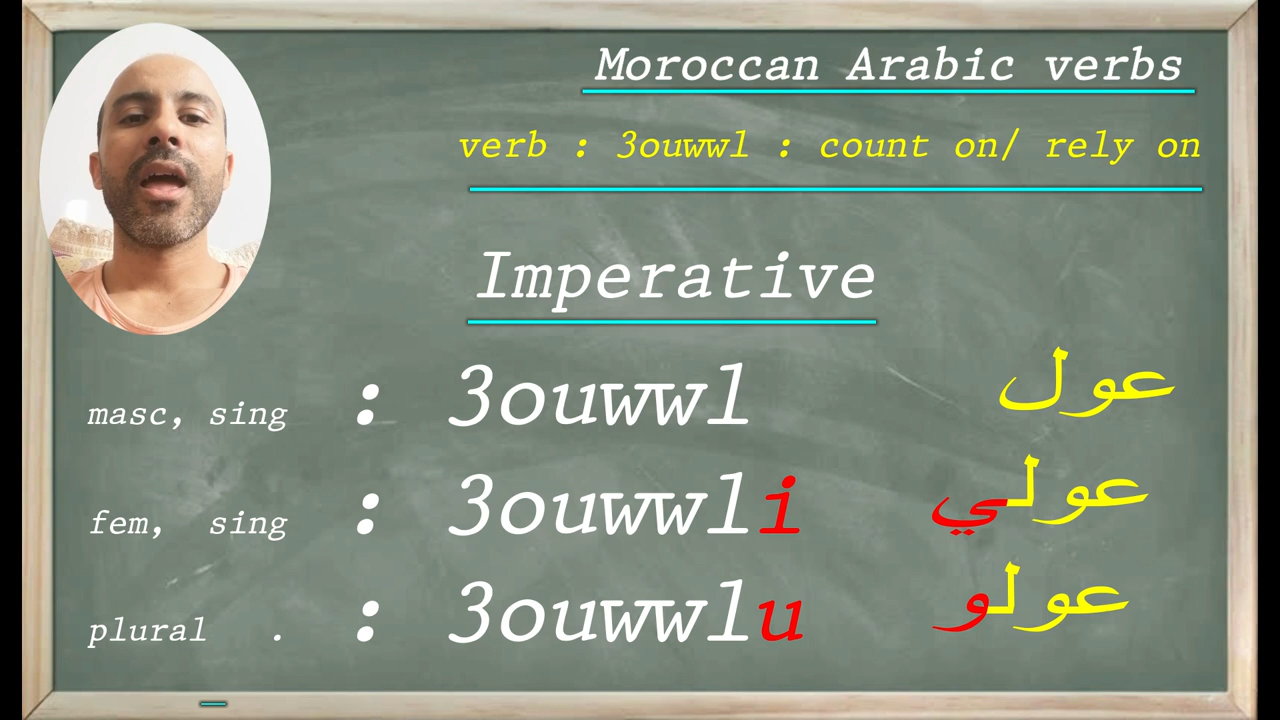 Moroccan Arabic verbs
verb : 3ouwwl : count on/ rely on
Imperative
masc, sing : 3ouwwl عول
fem, sing : 3ouwwli عولي
plural . : 3ouwwlu عولو